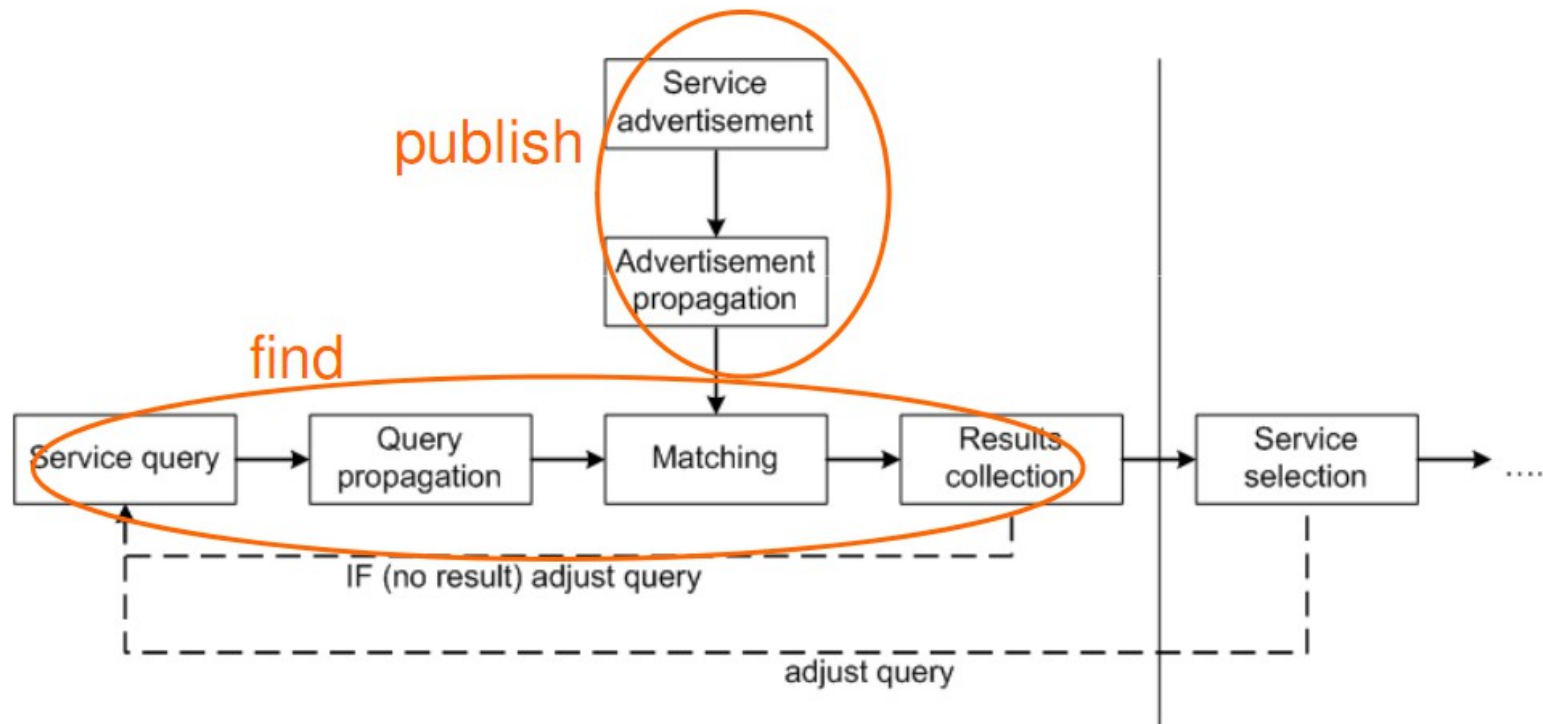 Service
advertisement
publish
Advertisement
propagation
find
Service query
Query
propagation
Matching
Results
collection
Service
selection
....
IF (no result) adjust query
adjust query